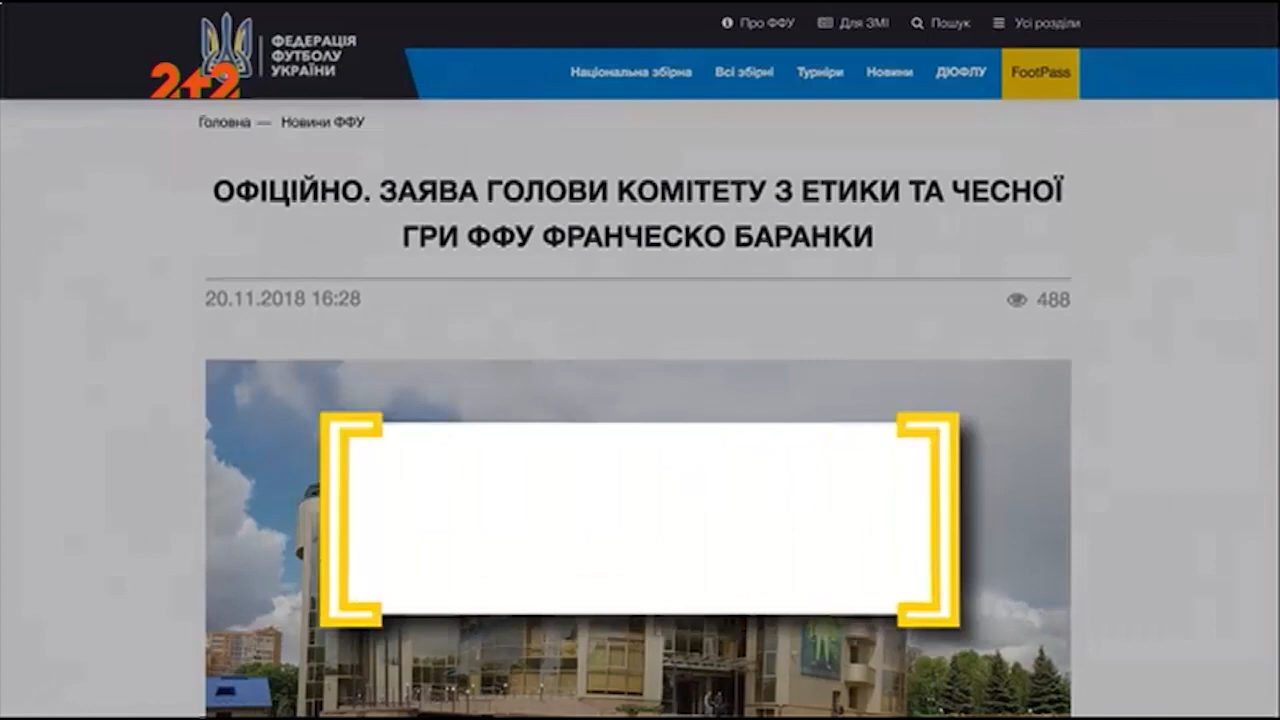 Про ФФУ Для ЗМІ Пошук Усі розділи
ФЕДЕРАЦІЯ
ФУТБОЛУ
УКРАЇНИ
2+2
Національна збірна Всі збірні Турніри Новини ДЮФЛУ FootPass
Головна — Новини ФФУ
ОФІЦІЙНО. ЗАЯВА ГОЛОВИ КОМІТЕТУ З ЕТИКИ ТА ЧЕСНОЇ
ГРИ ФФУ ФРАНЧЕСКО БАРАНКИ
20.11.2018 16:28 488